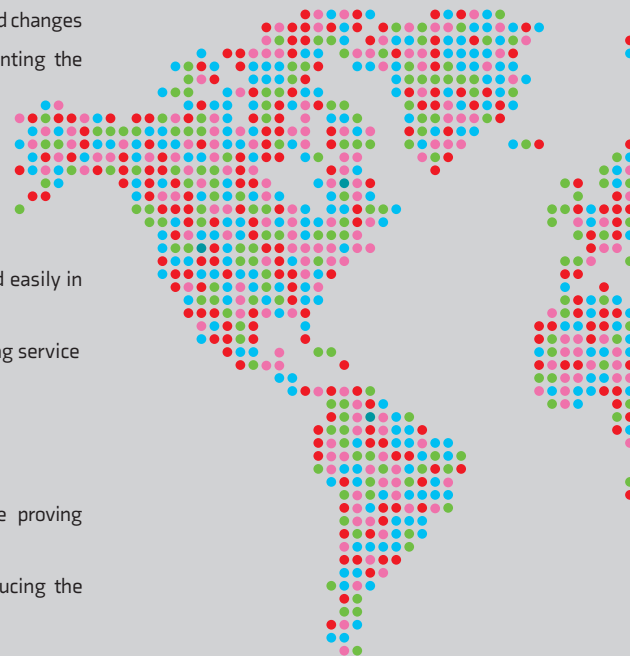 d changes
nting the
d easily in
ng service
e proving
ucing the